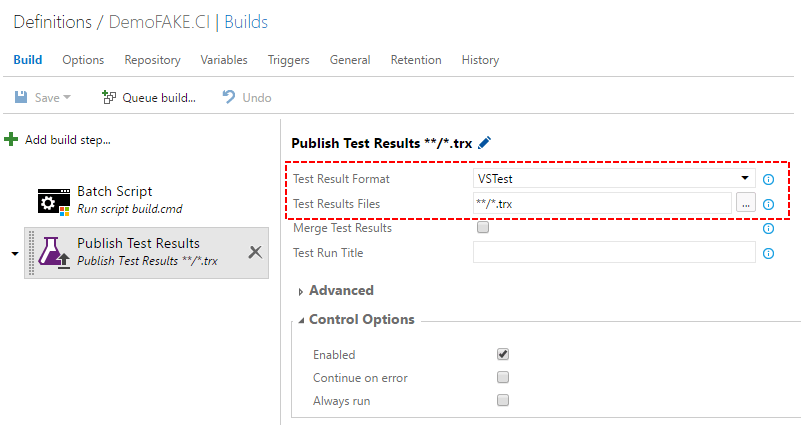 Definitions / DemoFAKE.CI | Builds
Build Options Repository Variables Triggers General Retention History
Save Queue build... Undo
Add build step...
Batch Script
Run script build.cmd
Publish Test Results
Publish Test Results **/*.trx
Publish Test Results **/*.trx
Test Result Format VSTest
Test Results Files **/*.trx ...
Merge Test Results
Test Run Title
Advanced
Control Options
Enabled
Continue on error
Always run